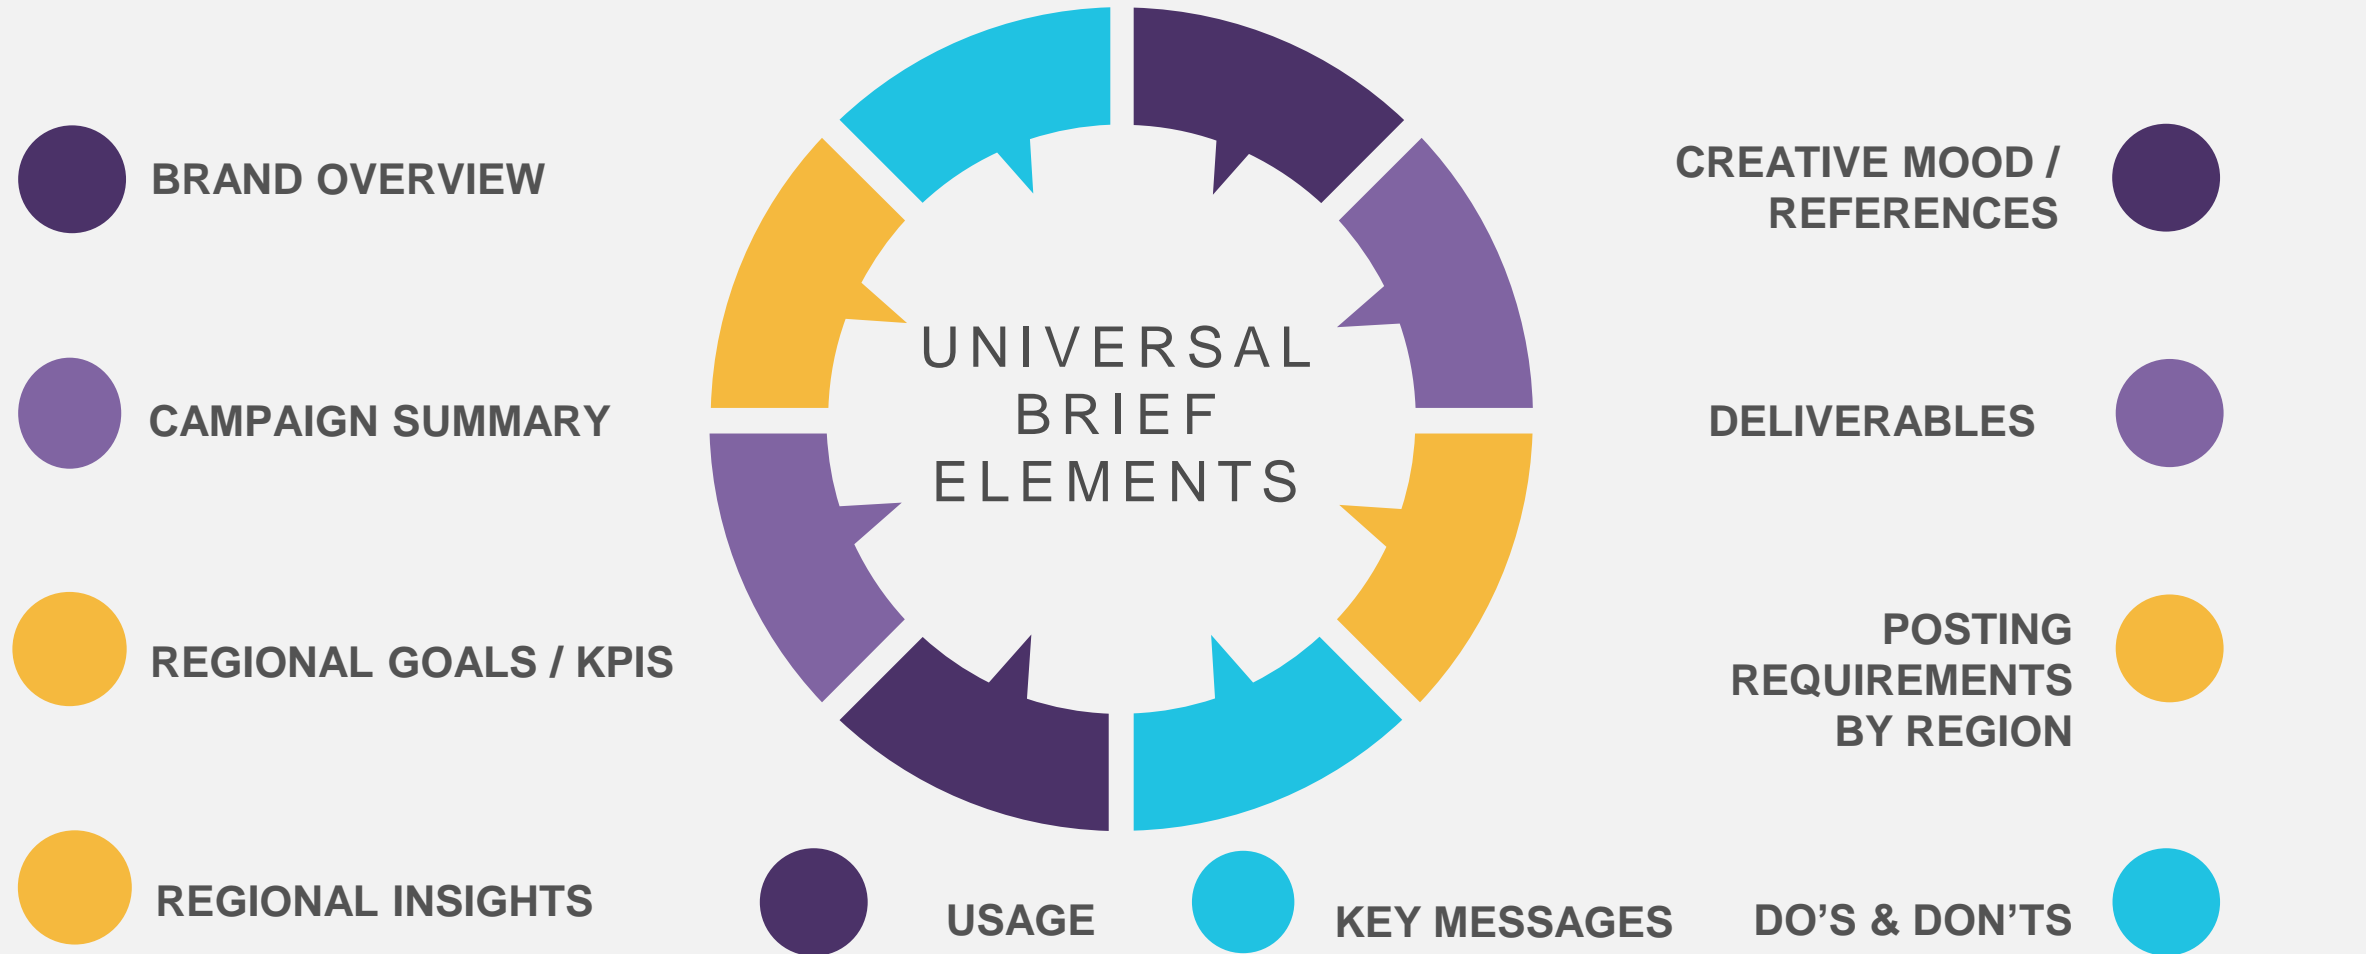 BRAND OVERVIEW
CAMPAIGN SUMMARY
REGIONAL GOALS / KPIS
REGIONAL INSIGHTS
UNIVERSAL
BRIEF
ELEMENTS
USAGE
KEY MESSAGES
CREATIVE MOOD /
REFERENCES
DELIVERABLES
POSTING
REQUIREMENTS
BY REGION
DO’S & DON’TS